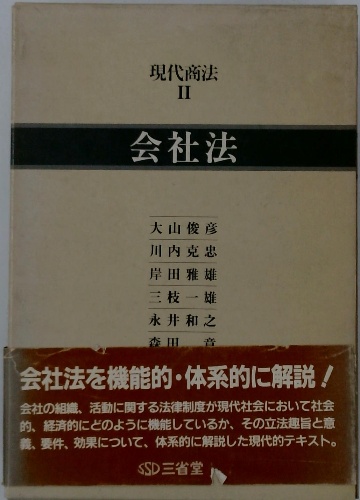 現代商法
II
会社法
大山俊彦
川内克忠
岸田雅雄
三枝一雄
永井和之
森田 章
会社法を機能的・体系的に解説！
会社の組織、活動に関する法律制度が現代社会において社会
的、経済的にどのように機能しているか、その立法趣旨と意
義、要件、効果について、体系的に解説した現代的テキスト。
SSD三省堂